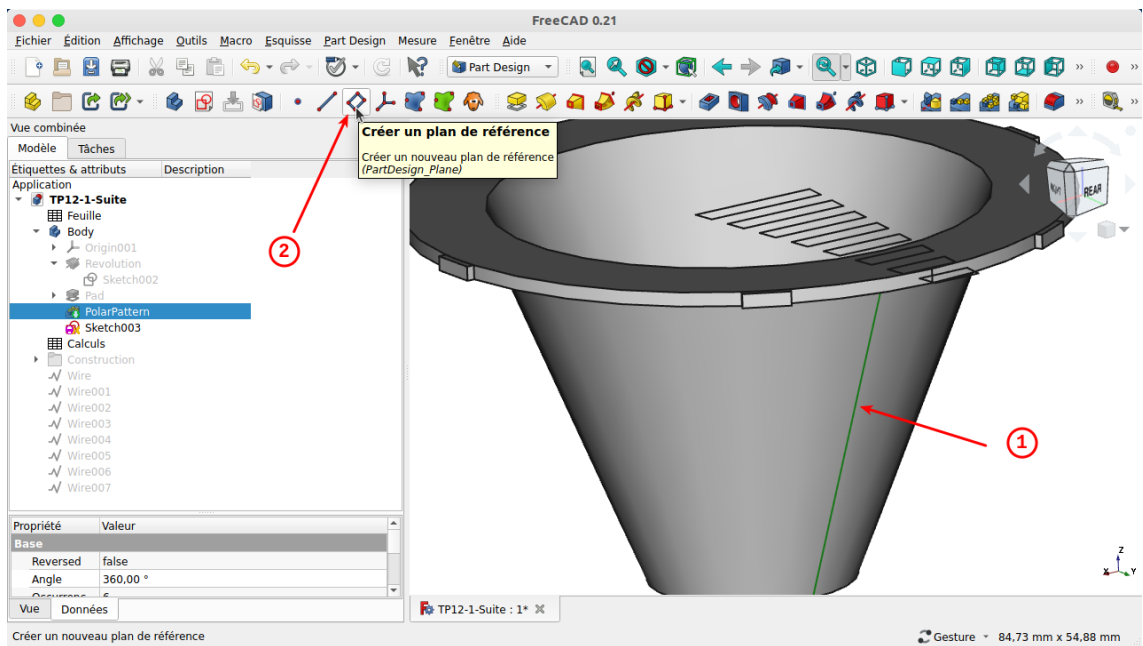 FreeCAD 0.21
Fichier Édition Affichage Outils Macro Esquisse Part Design Mesure Fenêtre Aide
Part Design
Vue combinée
Modèle Tâches
Créer un plan de référence
Créer un nouveau plan de référence
(PartDesign_Plane)
Étiquettes & attributs Description
Application
TP12-1-Suite
Feuille
Body
Origin001
Revolution
Sketch002
Pad
PolarPattern
Sketch003
Calculs
Construction
Wire
Wire001
Wire002
Wire003
Wire004
Wire005
Wire006
Wire007
2
1
REAR
Z
X Y
Propriété Valeur
Base
Reversed false
Angle 360,00 °
Vue Données
TP12-1-Suite : 1*
Créer un nouveau plan de référence
Gesture 84,73 mm x 54,88 mm